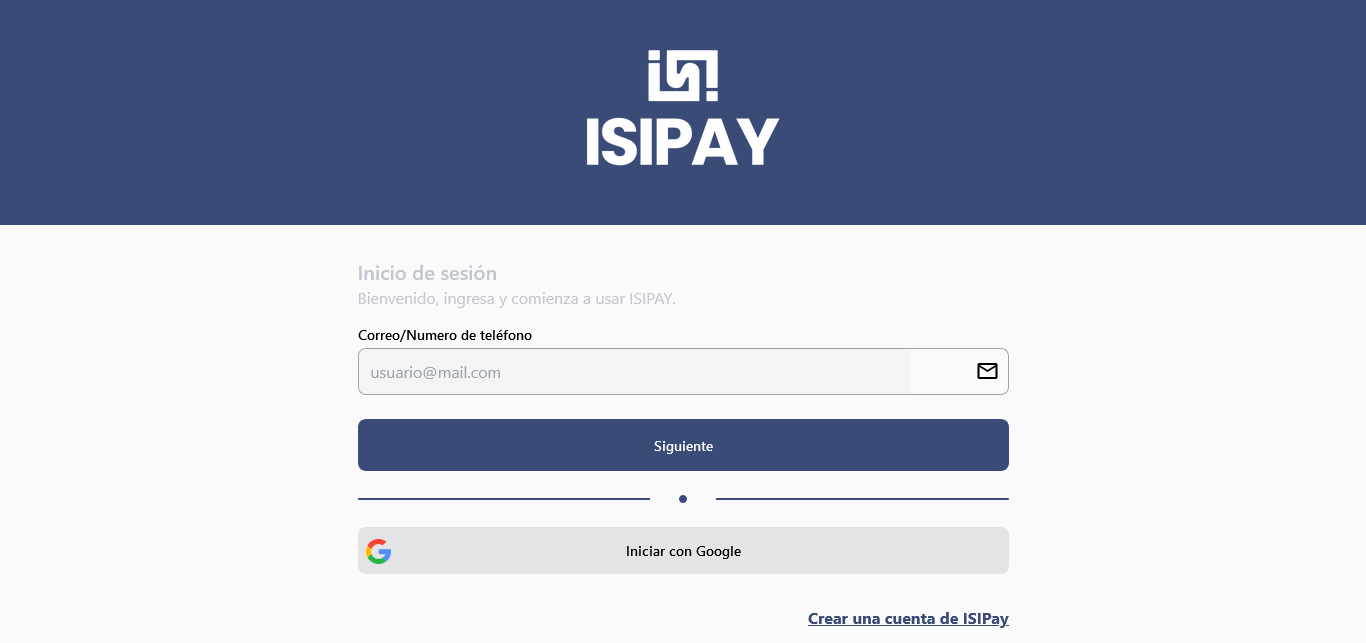 ISIPAY
Inicio de sesión
Bienvenido, ingresa y comienza a usar ISIPAY.
Correo/Numero de teléfono
usuario@mail.com
Siguiente
Iniciar con Google
Crear una cuenta de ISIPay